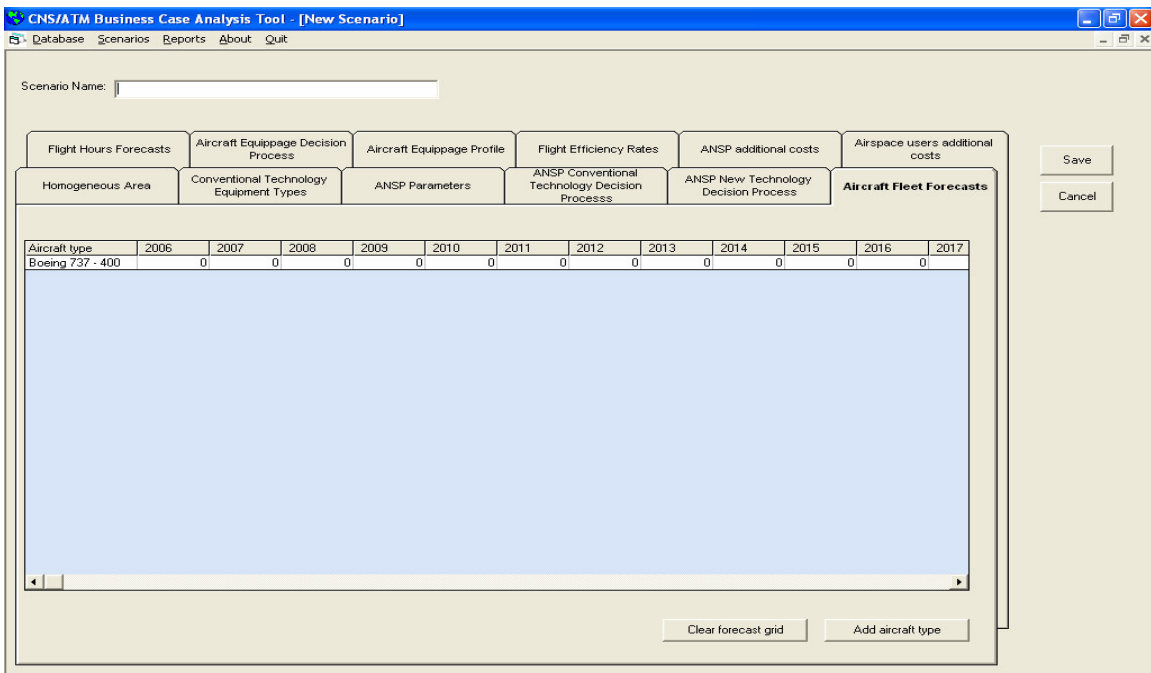 CNS/ATM Business Case Analysis Tool - [New Scenario]
Database Scenarios Reports About Quit
Scenario Name:
Flight Hours Forecasts
Aircraft Equippage Decision
Process
Aircraft Equippage Profile
Flight Efficiency Rates
ANSP additional costs
Airspace users additional
costs
Save
Homogeneous Area
Conventional Technology
Equipment Types
ANSP Parameters
ANSP Conventional
Technology Decision
Processs
ANSP New Technology
Decision Process
Aircraft Fleet Forecasts
Cancel
Aircraft type 2006 2007 2008 2009 2010 2011 2012 2013 2014 2015 2016 2017
Boeing 737 - 400 0 0 0 0 0 0 0 0 0 0 0
Clear forecast grid
Add aircraft type